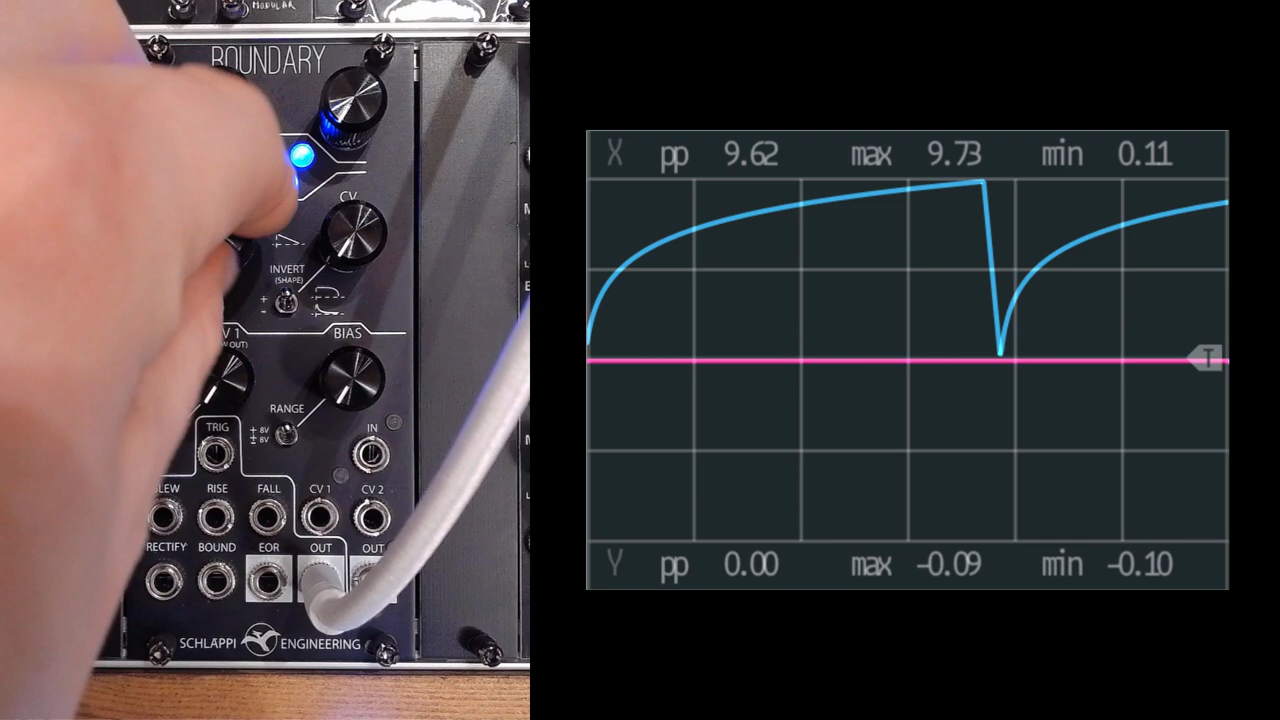 MODULAR
BOUNDARY
CV
INVERT
(SHAPE)
+
-
BIAS
RANGE
+ 8V
± 8V
TRIG
IN
RISE FALL CV 1 CV 2
RECTIFY BOUND EOR OUT OUT
SCHLAPPI ENGINEERING
X pp 9.62 max 9.73 min 0.11
T
Y pp 0.00 max -0.09 min -0.10